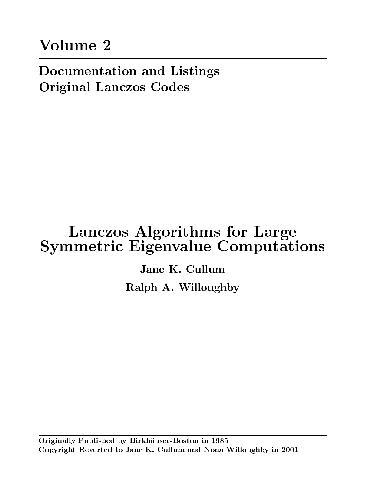 Volume 2
Documentation and Listings
Original Lanczos Codes
Lanczos Algorithms for Large
Symmetric Eigenvalue Computations
Jane K. Cullum
Ralph A. Willoughby
Originally Published by Birkhäuser-Boston in 1985
Copyright Reverted to Jane K. Cullum and Nona Willoughby in 2001